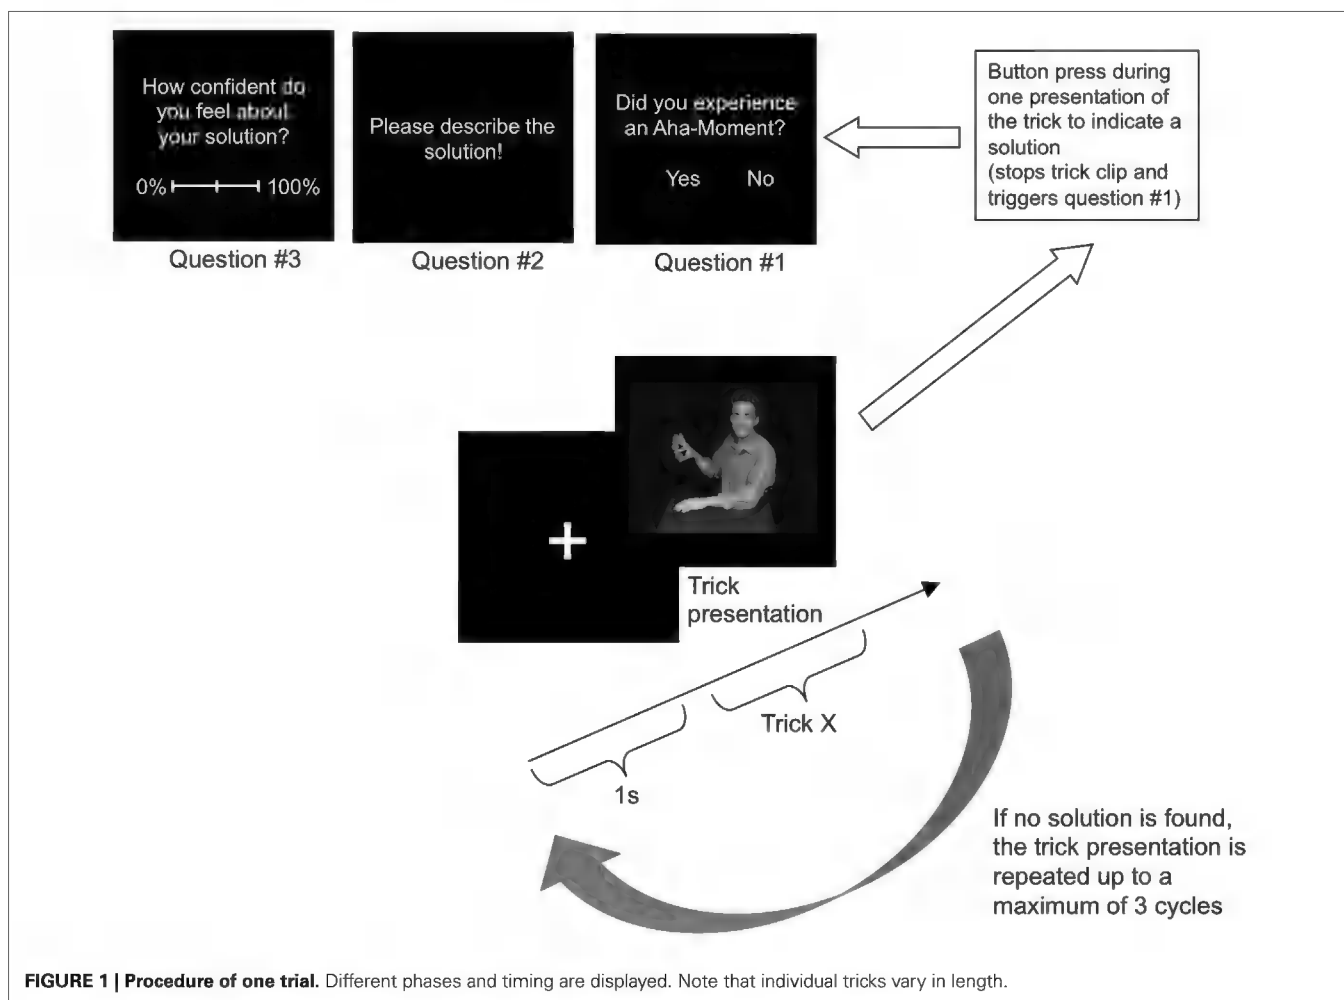 How confident do
you feel about
your solution?
0% 100%
Question #3
Please describe the
solution!
Question #2
Did you experience
an Aha-Moment?
Yes No
Question #1
Button press during
one presentation of
the trick to indicate a
solution
(stops trick clip and
triggers question #1)
Trick
presentation
Trick X
1s
If no solution is found,
the trick presentation is
repeated up to a
maximum of 3 cycles
FIGURE 1 | Procedure of one trial. Different phases and timing are displayed. Note that individual tricks vary in length.